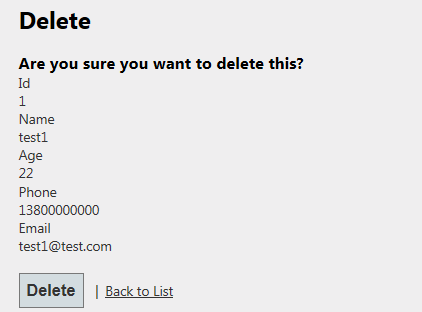 Delete
Are you sure you want to delete this?
Id
1
Name
test1
Age
22
Phone
13800000000
Email
test1@test.com
Delete | Back to List